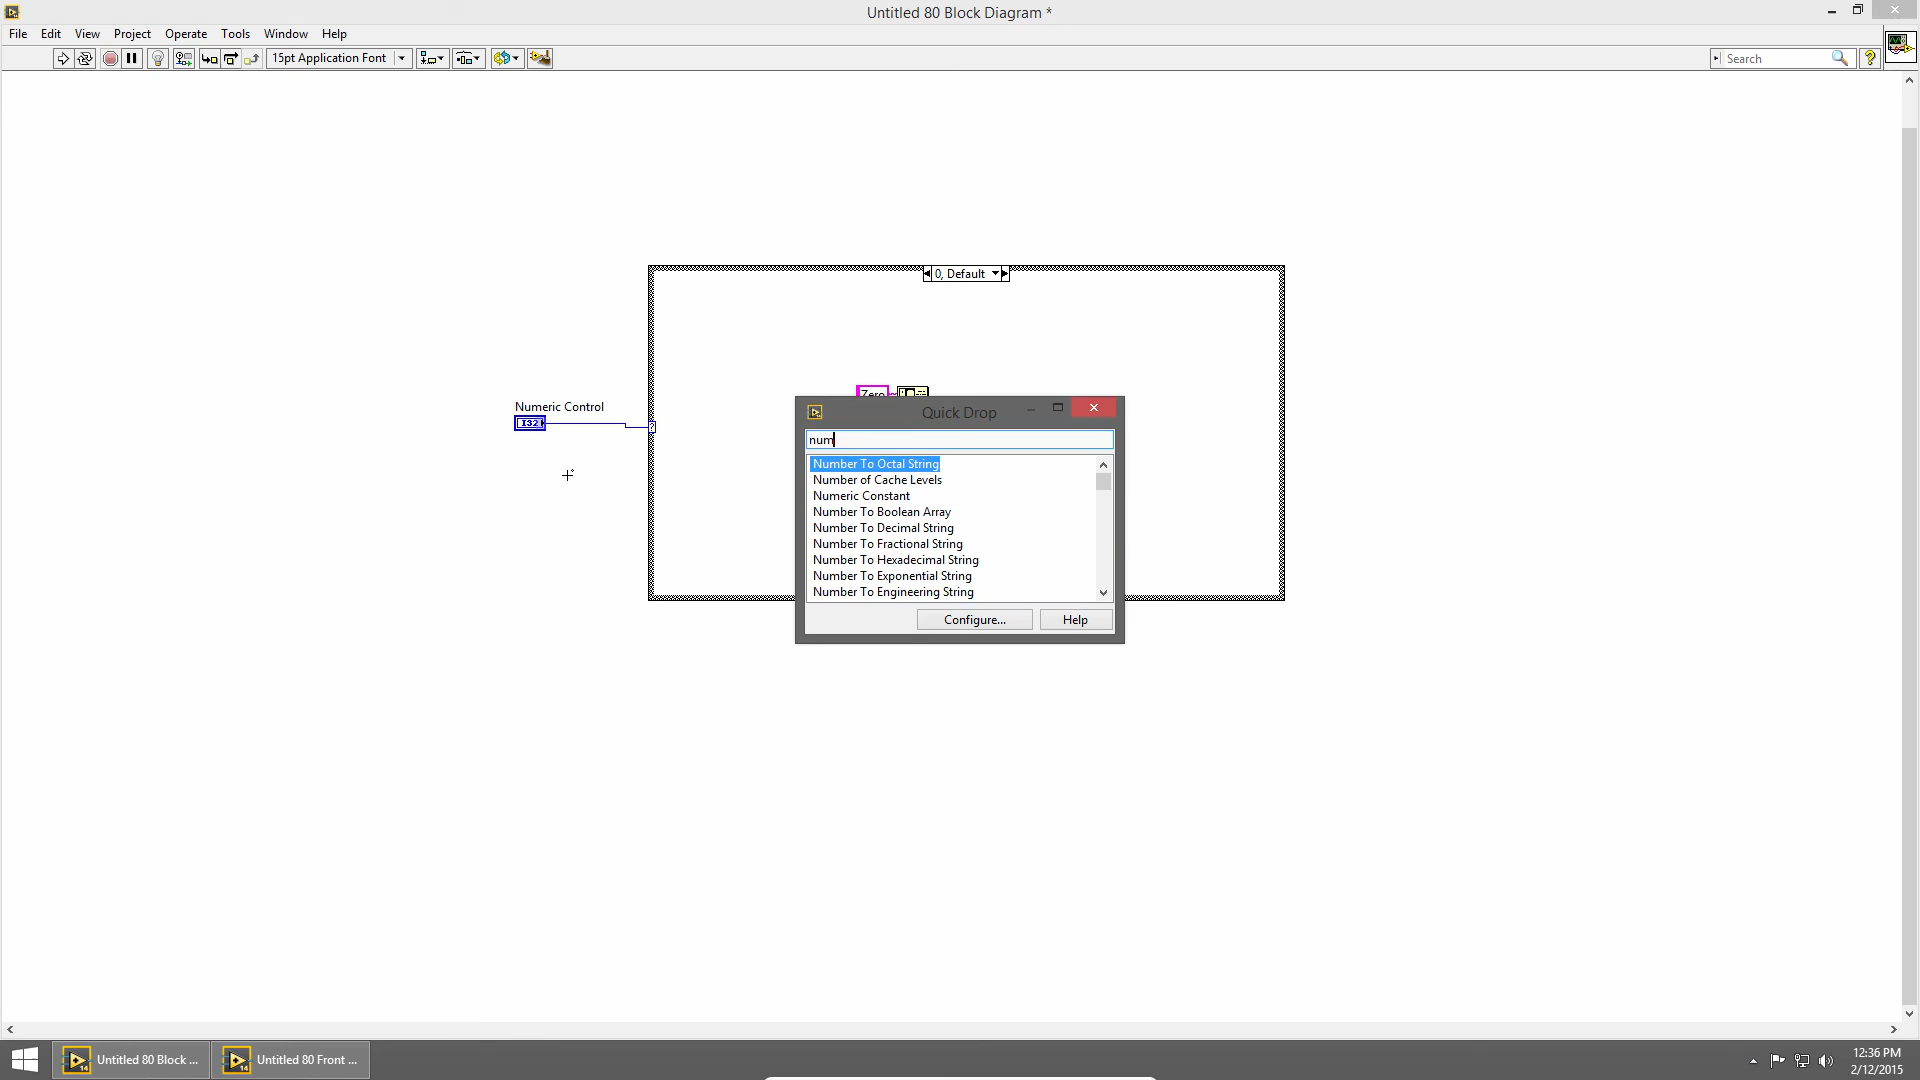 Untitled 80 Block Diagram *
File Edit View Project Operate Tools Window Help
15pt Application Font
Search
?
0, Default
Numeric Control
I32
?
Zero
Quick Drop
num
Number To Octal String
Number of Cache Levels
Numeric Constant
Number To Boolean Array
Number To Decimal String
Number To Fractional String
Number To Hexadecimal String
Number To Exponential String
Number To Engineering String
Configure... Help
Untitled 80 Block ... Untitled 80 Front ...
12:36 PM
2/12/2015